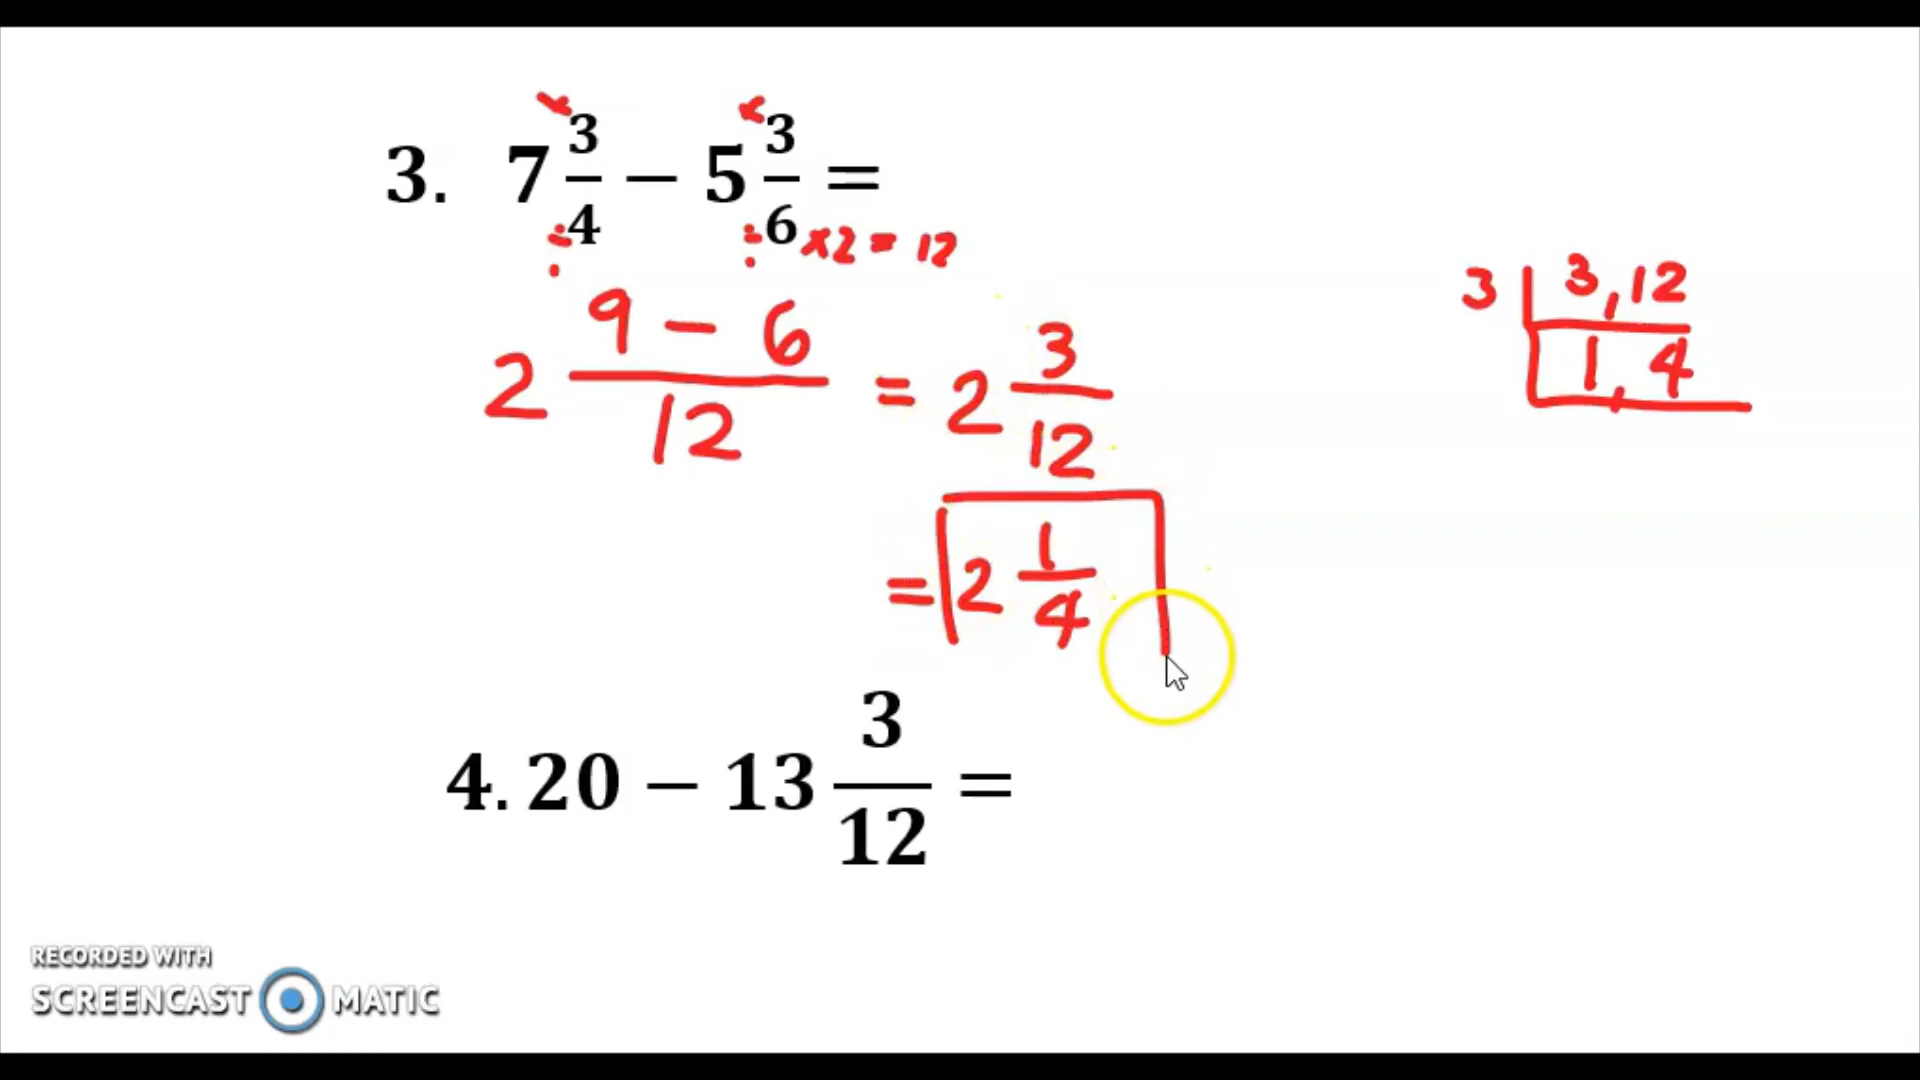 3. 7 3/4 − 5 3/6 =
×2 = 12
2 (9 − 6)/12 = 2 3/12
= 2 1/4
3 | 3, 12
1, 4
4. 20 − 13 3/12 =
RECORDED WITH
SCREENCAST MATIC